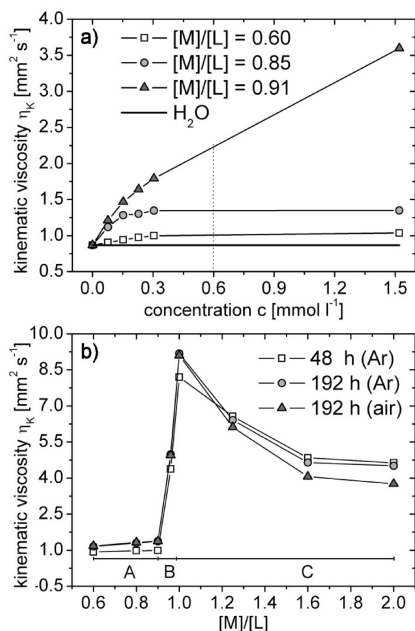 a)
[M]/[L] = 0.60
[M]/[L] = 0.85
[M]/[L] = 0.91
H₂O
kinematic viscosity η_K [mm² s⁻¹]
4.0
3.5
3.0
2.5
2.0
1.5
1.0
0.5
0.0 0.3 0.6 0.9 1.2 1.5
concentration c [mmol l⁻¹]
b)
48 h (Ar)
192 h (Ar)
192 h (air)
kinematic viscosity η_K [mm² s⁻¹]
10.0
8.5
7.0
5.5
4.0
2.5
1.0
-0.5
A B C
0.6 0.8 1.0 1.2 1.4 1.6 1.8 2.0
[M]/[L]